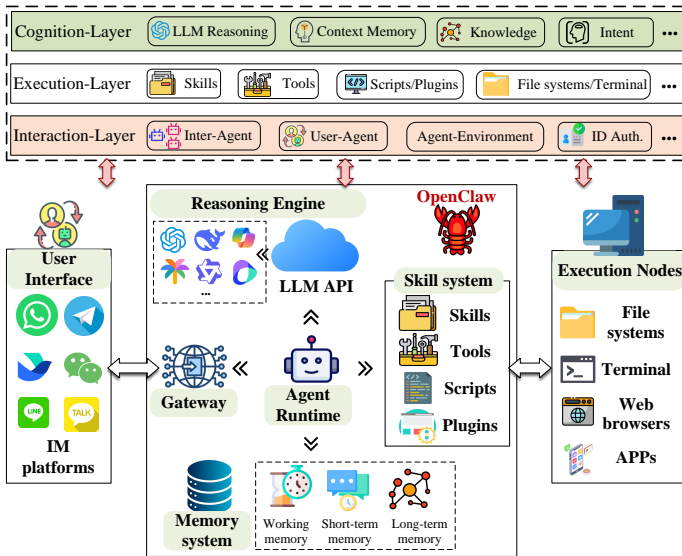 Cognition-Layer LLM Reasoning Context Memory Knowledge Intent ...
Execution-Layer Skills Tools Scripts/Plugins File systems/Terminal ...
Interaction-Layer Inter-Agent User-Agent Agent-Environment ID Auth. ...
User
Interface
LINE
TALK
IM
platforms
Reasoning Engine
...
LLM API
OpenClaw
Gateway
Agent
Runtime
Skill system
Skills
Tools
Scripts
Plugins
Memory
system
Working
memory
Short-term
memory
Long-term
memory
Execution Nodes
File
systems
Terminal
Web
browsers
APPs